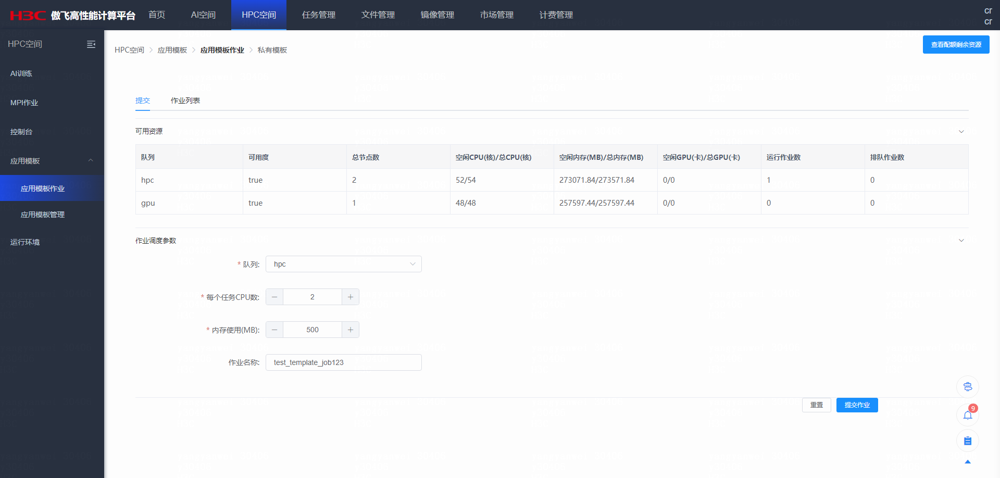 H3C 傲飞高性能计算平台 首页 AI空间 HPC空间 任务管理 文件管理 镜像管理 市场管理 计费管理 cr
cr
HPC空间
AI训练
MPI作业
控制台
应用模板
应用模板作业
应用模板管理
运行环境
HPC空间 应用模板 应用模板作业 私有模板
查看配额剩余资源
提交 作业列表
可用资源
队列 可用度 总节点数 空闲CPU(核)/总CPU(核) 空闲内存(MB)/总内存(MB) 空闲GPU(卡)/总GPU(卡) 运行作业数 排队作业数
hpc true 2 52/54 273071.84/273571.84 0/0 1 0
gpu true 1 48/48 257597.44/257597.44 0/0 0 0
作业调度参数
* 队列: hpc
* 每个任务CPU数: − 2 +
* 内存使用(MB): − 500 +
作业名称: test_template_job123
重置 提交作业
9